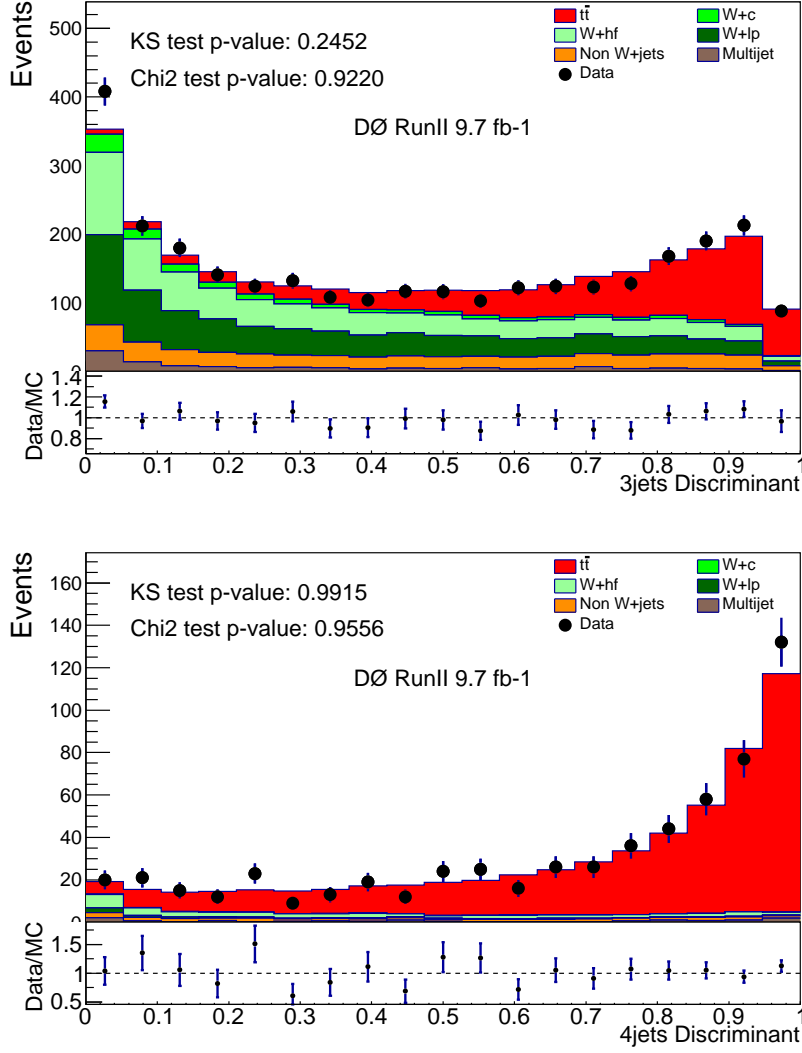 Events
500
400
300
200
100
0
KS test p-value: 0.2452
Chi2 test p-value: 0.9220
DØ RunII 9.7 fb-1
tt̄ W+c
W+hf W+lp
Non W+jets Multijet
Data
Data/MC
1.4
1.2
1
0.8
0 0.1 0.2 0.3 0.4 0.5 0.6 0.7 0.8 0.9 1
3jets Discriminant
Events
160
140
120
100
80
60
40
20
0
KS test p-value: 0.9915
Chi2 test p-value: 0.9556
DØ RunII 9.7 fb-1
tt̄ W+c
W+hf W+lp
Non W+jets Multijet
Data
Data/MC
1.5
1
0.5
0 0.1 0.2 0.3 0.4 0.5 0.6 0.7 0.8 0.9 1
4jets Discriminant